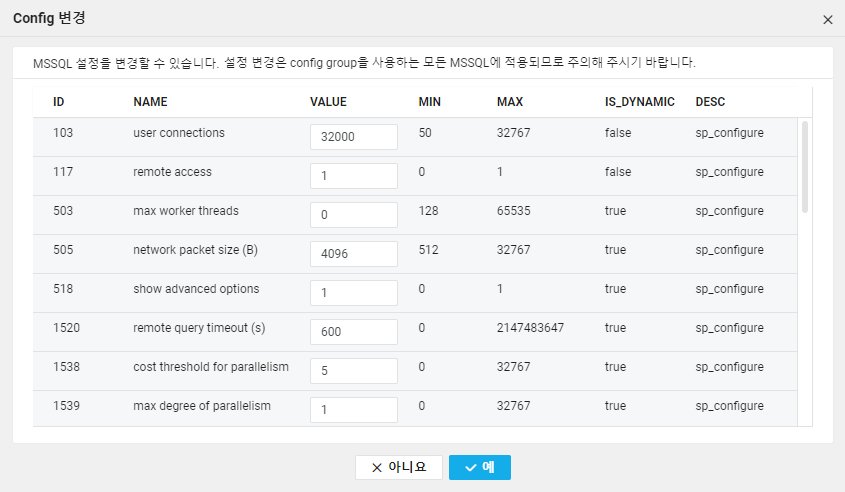 Config 변경
MSSQL 설정을 변경할 수 있습니다. 설정 변경은 config group을 사용하는 모든 MSSQL에 적용되므로 주의해 주시기 바랍니다.
ID NAME VALUE MIN MAX IS_DYNAMIC DESC
103 user connections 32000 50 32767 false sp_configure
117 remote access 1 0 1 false sp_configure
503 max worker threads 0 128 65535 true sp_configure
505 network packet size (B) 4096 512 32767 true sp_configure
518 show advanced options 1 0 1 true sp_configure
1520 remote query timeout (s) 600 0 2147483647 true sp_configure
1538 cost threshold for parallelism 5 0 32767 true sp_configure
1539 max degree of parallelism 1 0 32767 true sp_configure
아니요 예